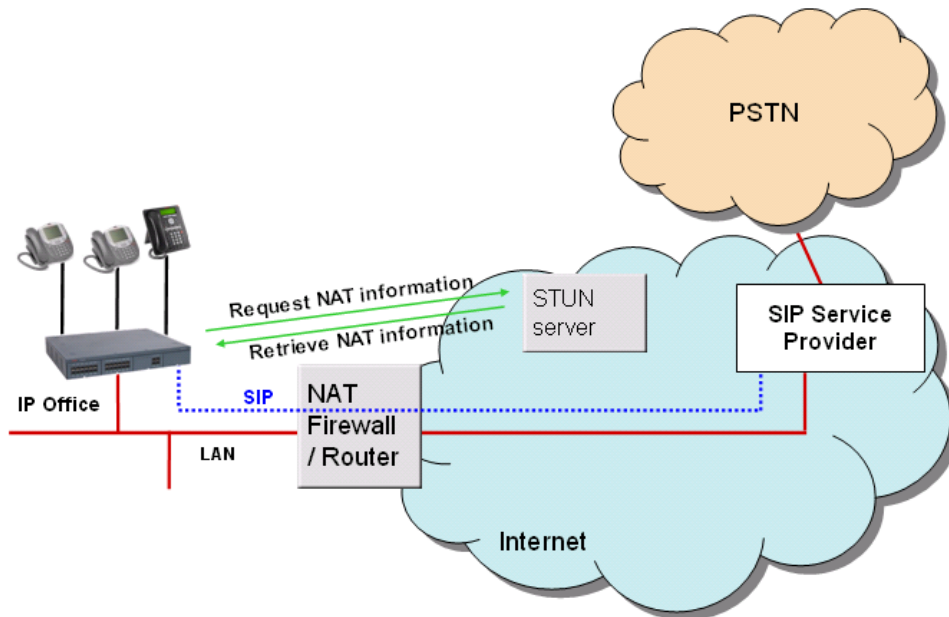 PSTN
Request NAT information
Retrieve NAT information
STUN
server
SIP Service
Provider
IP Office
SIP
NAT
Firewall
/ Router
LAN
Internet